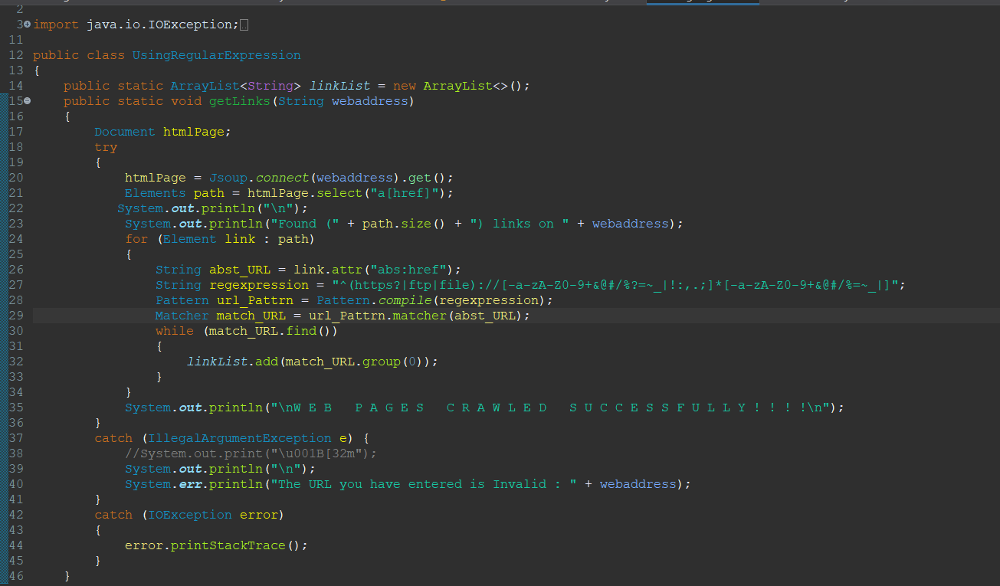 2
3 import java.io.IOException;
11
12 public class UsingRegularExpression
13 {
14     public static ArrayList<String> linkList = new ArrayList<>();
15     public static void getLinks(String webaddress)
16     {
17         Document htmlPage;
18         try
19         {
20             htmlPage = Jsoup.connect(webaddress).get();
21             Elements path = htmlPage.select("a[href]");
22            System.out.println("\n");
23             System.out.println("Found (" + path.size() + ") links on " + webaddress);
24             for (Element link : path)
25             {
26                 String abst_URL = link.attr("abs:href");
27                 String regexpression = "^(https?|ftp|file)://[-a-zA-Z0-9+&@#/%?=~_|!:,.;]*[-a-zA-Z0-9+&@#/%=~_|]";
28                 Pattern url_Pattrn = Pattern.compile(regexpression);
29                 Matcher match_URL = url_Pattrn.matcher(abst_URL);
30                 while (match_URL.find())
31                 {
32                     linkList.add(match_URL.group(0));
33                 }
34             }
35             System.out.println("\nW E B   P A G E S   C R A W L E D   S U C C E S S F U L L Y ! ! ! !\n");
36         }
37         catch (IllegalArgumentException e) {
38             //System.out.print("\u001B[32m");
39             System.out.println("\n");
40             System.err.println("The URL you have entered is Invalid : " + webaddress);
41         }
42         catch (IOException error)
43         {
44             error.printStackTrace();
45         }
46     }